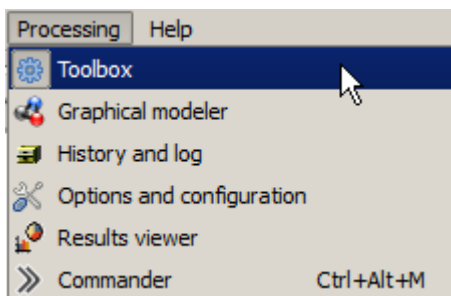 Processing Help
Toolbox
Graphical modeler
History and log
Options and configuration
Results viewer
Commander Ctrl+Alt+M